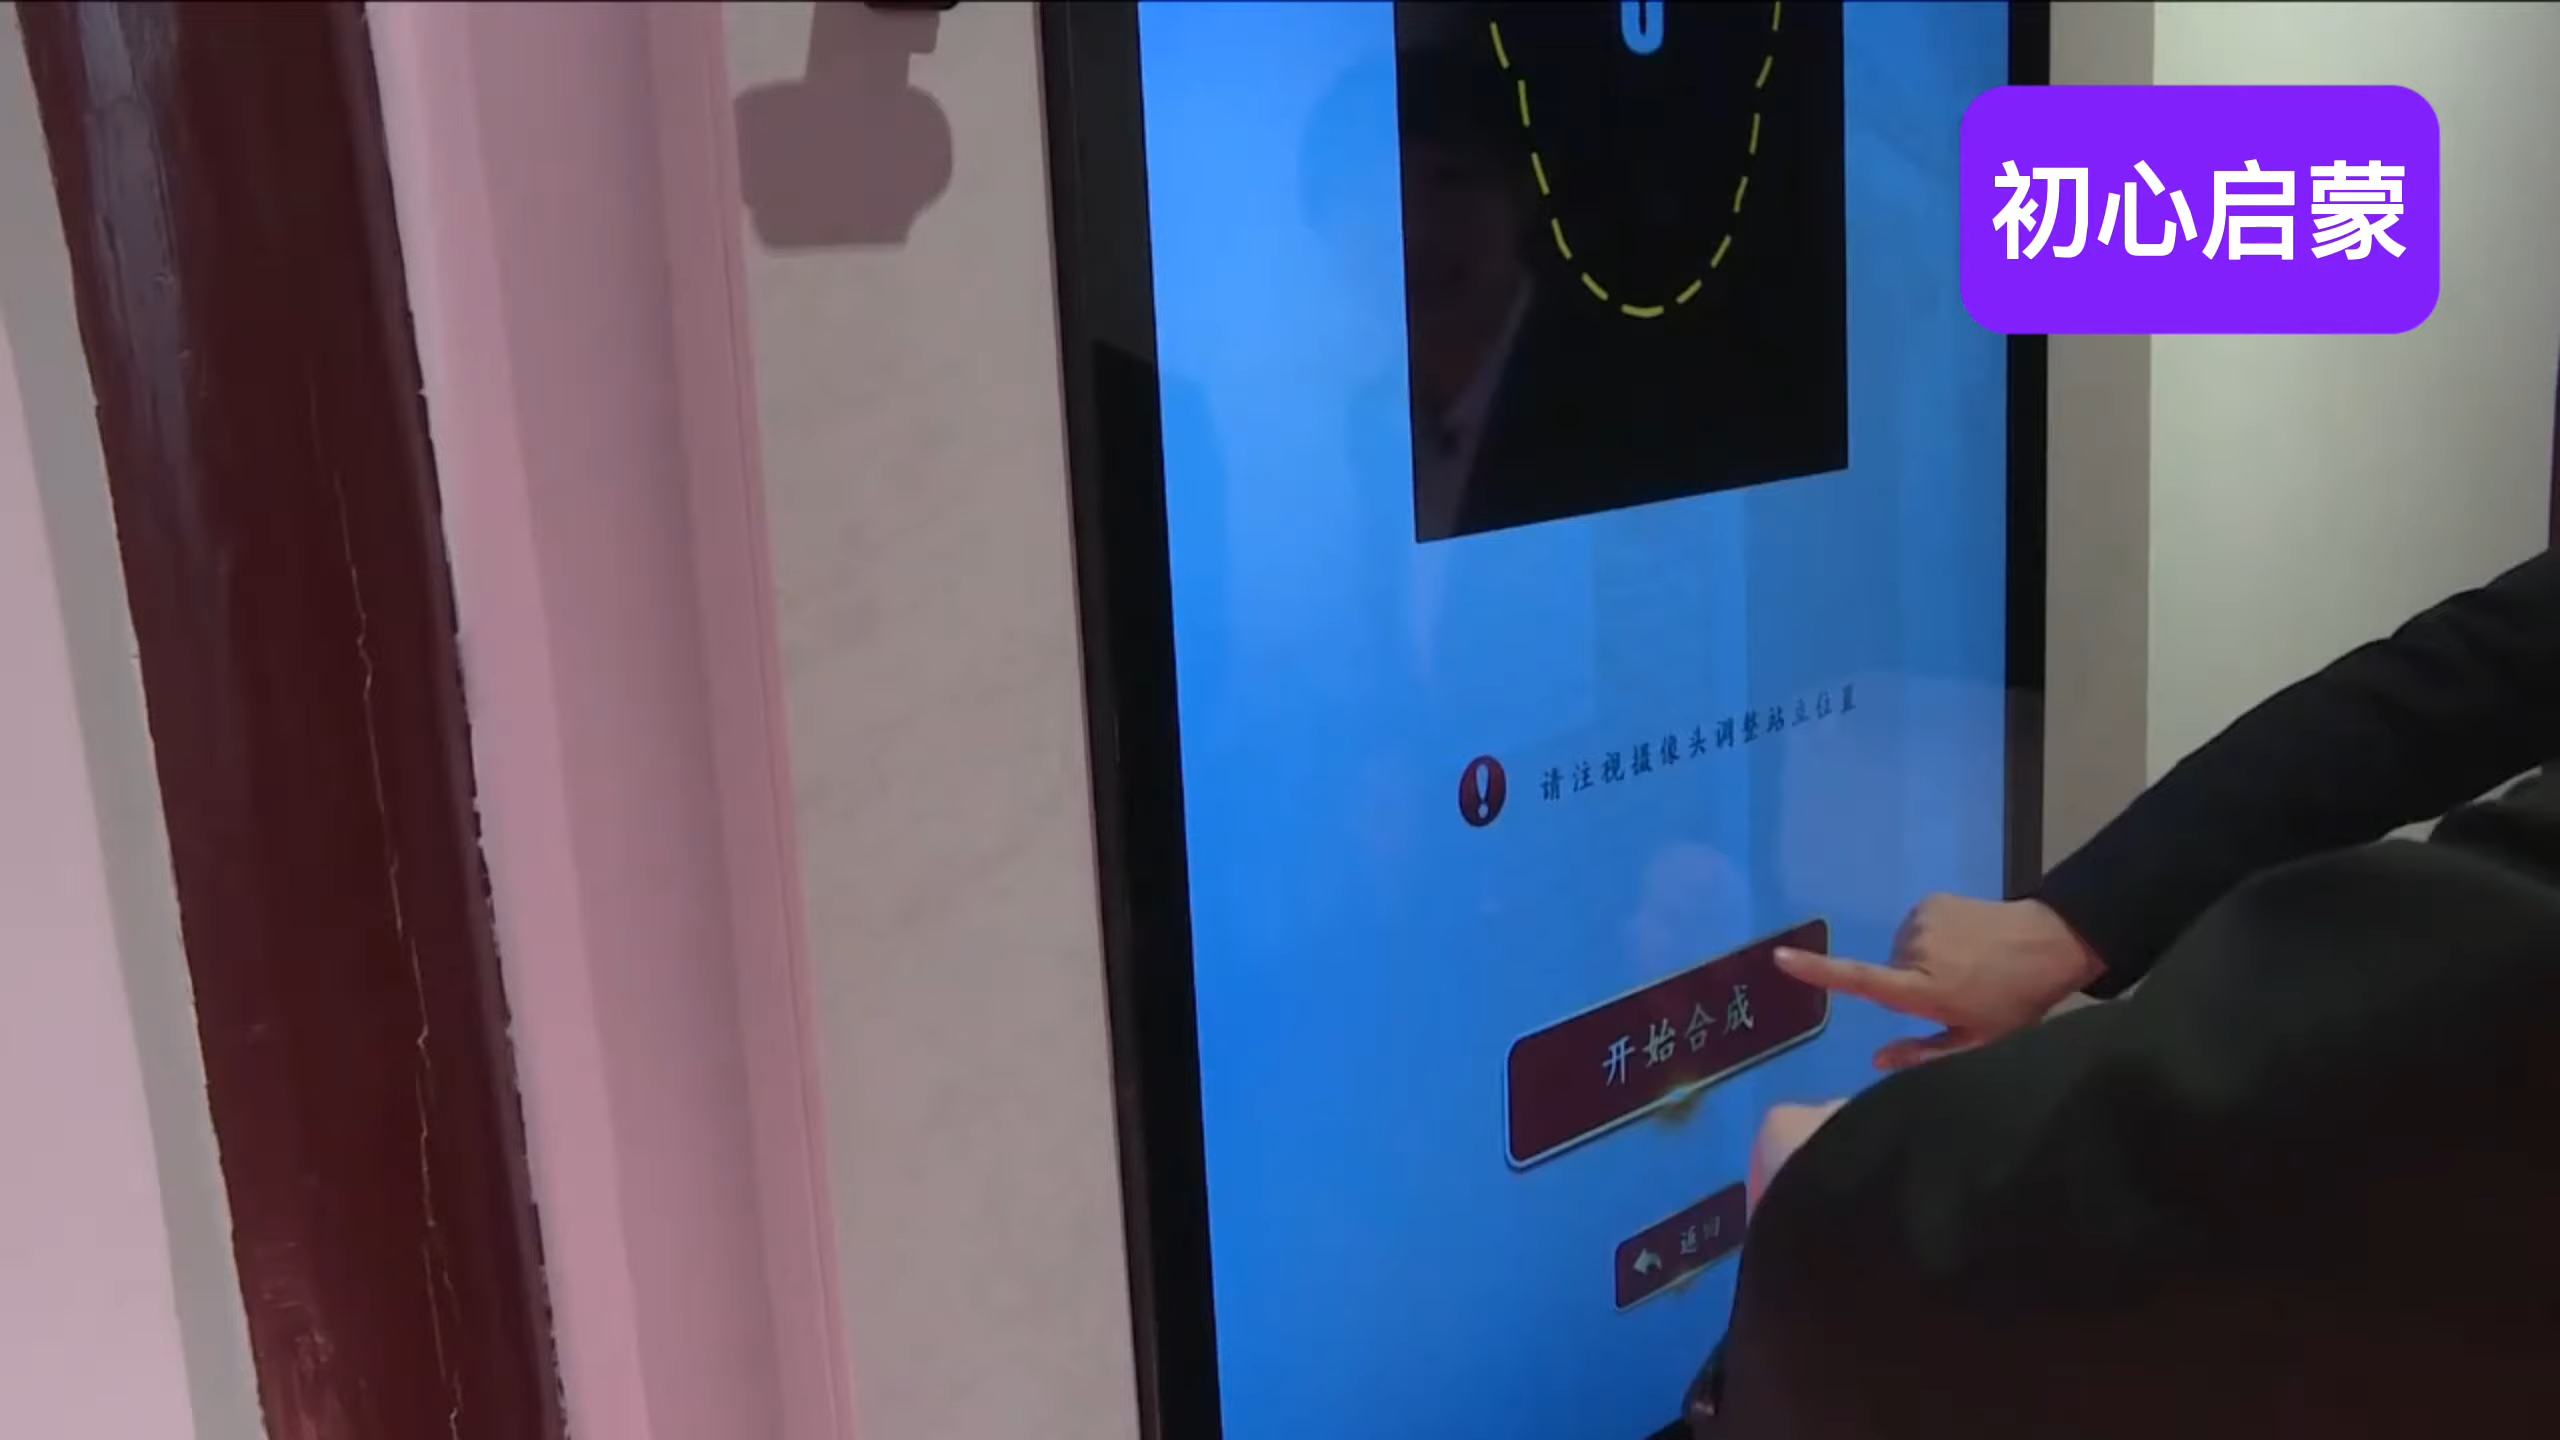 初心启蒙
请注视摄像头调整站立位置
开始合成
返回